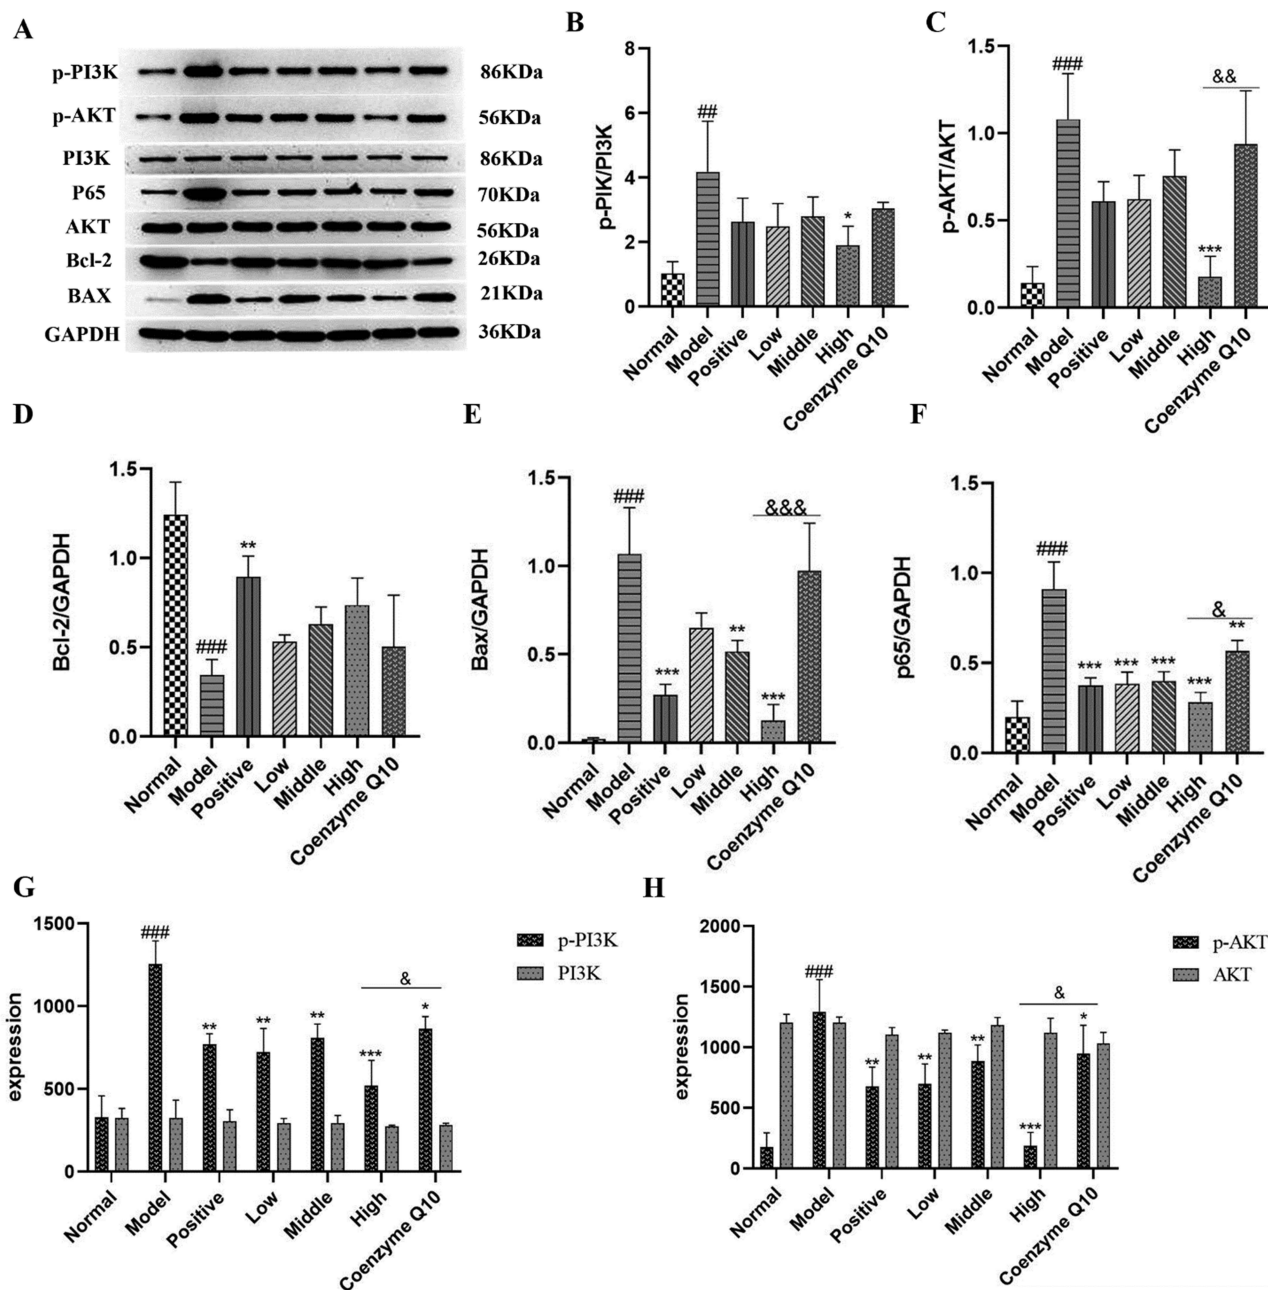 A
p-PI3K 86KDa
p-AKT 56KDa
PI3K 86KDa
P65 70KDa
AKT 56KDa
Bcl-2 26KDa
BAX 21KDa
GAPDH 36KDa
B
p-PIK/PI3K
8
6
4
2
0
##
*
Normal
Model
Positive
Low
Middle
High
Coenzyme Q10
C
p-AKT/AKT
1.5
1.0
0.5
0.0
###
&&
***
Normal
Model
Positive
Low
Middle
High
Coenzyme Q10
D
Bcl-2/GAPDH
1.5
1.0
0.5
0.0
###
**
Normal
Model
Positive
Low
Middle
High
Coenzyme Q10
E
Bax/GAPDH
1.5
1.0
0.5
0.0
###
&&&
***
**
***
Normal
Model
Positive
Low
Middle
High
Coenzyme Q10
F
p65/GAPDH
1.5
1.0
0.5
0.0
###
&
***
***
***
***
**
Normal
Model
Positive
Low
Middle
High
Coenzyme Q10
G
expression
1500
1000
500
0
###
&
**
**
**
***
*
Normal
Model
Positive
Low
Middle
High
Coenzyme Q10
p-PI3K
PI3K
H
expression
2000
1500
1000
500
0
###
&
**
**
**
***
*
Normal
Model
Positive
Low
Middle
High
Coenzyme Q10
p-AKT
AKT